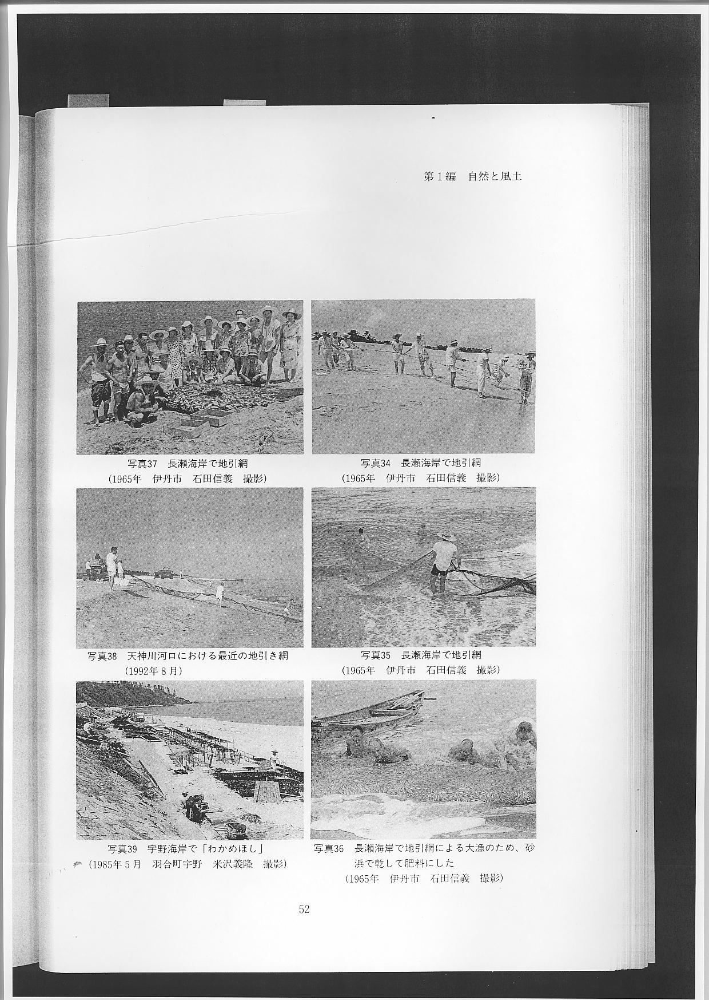 第1編　自然と風土
写真34　長瀬海岸で地引網
(1965年　伊丹市　石田信義　撮影)
写真35　長瀬海岸で地引網
(1965年　伊丹市　石田信義　撮影)
写真36　長瀬海岸で地引網による大漁のため、砂
浜で乾して肥料にした
(1965年　伊丹市　石田信義　撮影)
写真37　長瀬海岸で地引網
(1965年　伊丹市　石田信義　撮影)
写真38　天神川河口における最近の地引き網
(1992年8月)
写真39　宇野海岸で「わかめほし」
(1985年5月　羽合町宇野　米沢義隆　撮影)
52